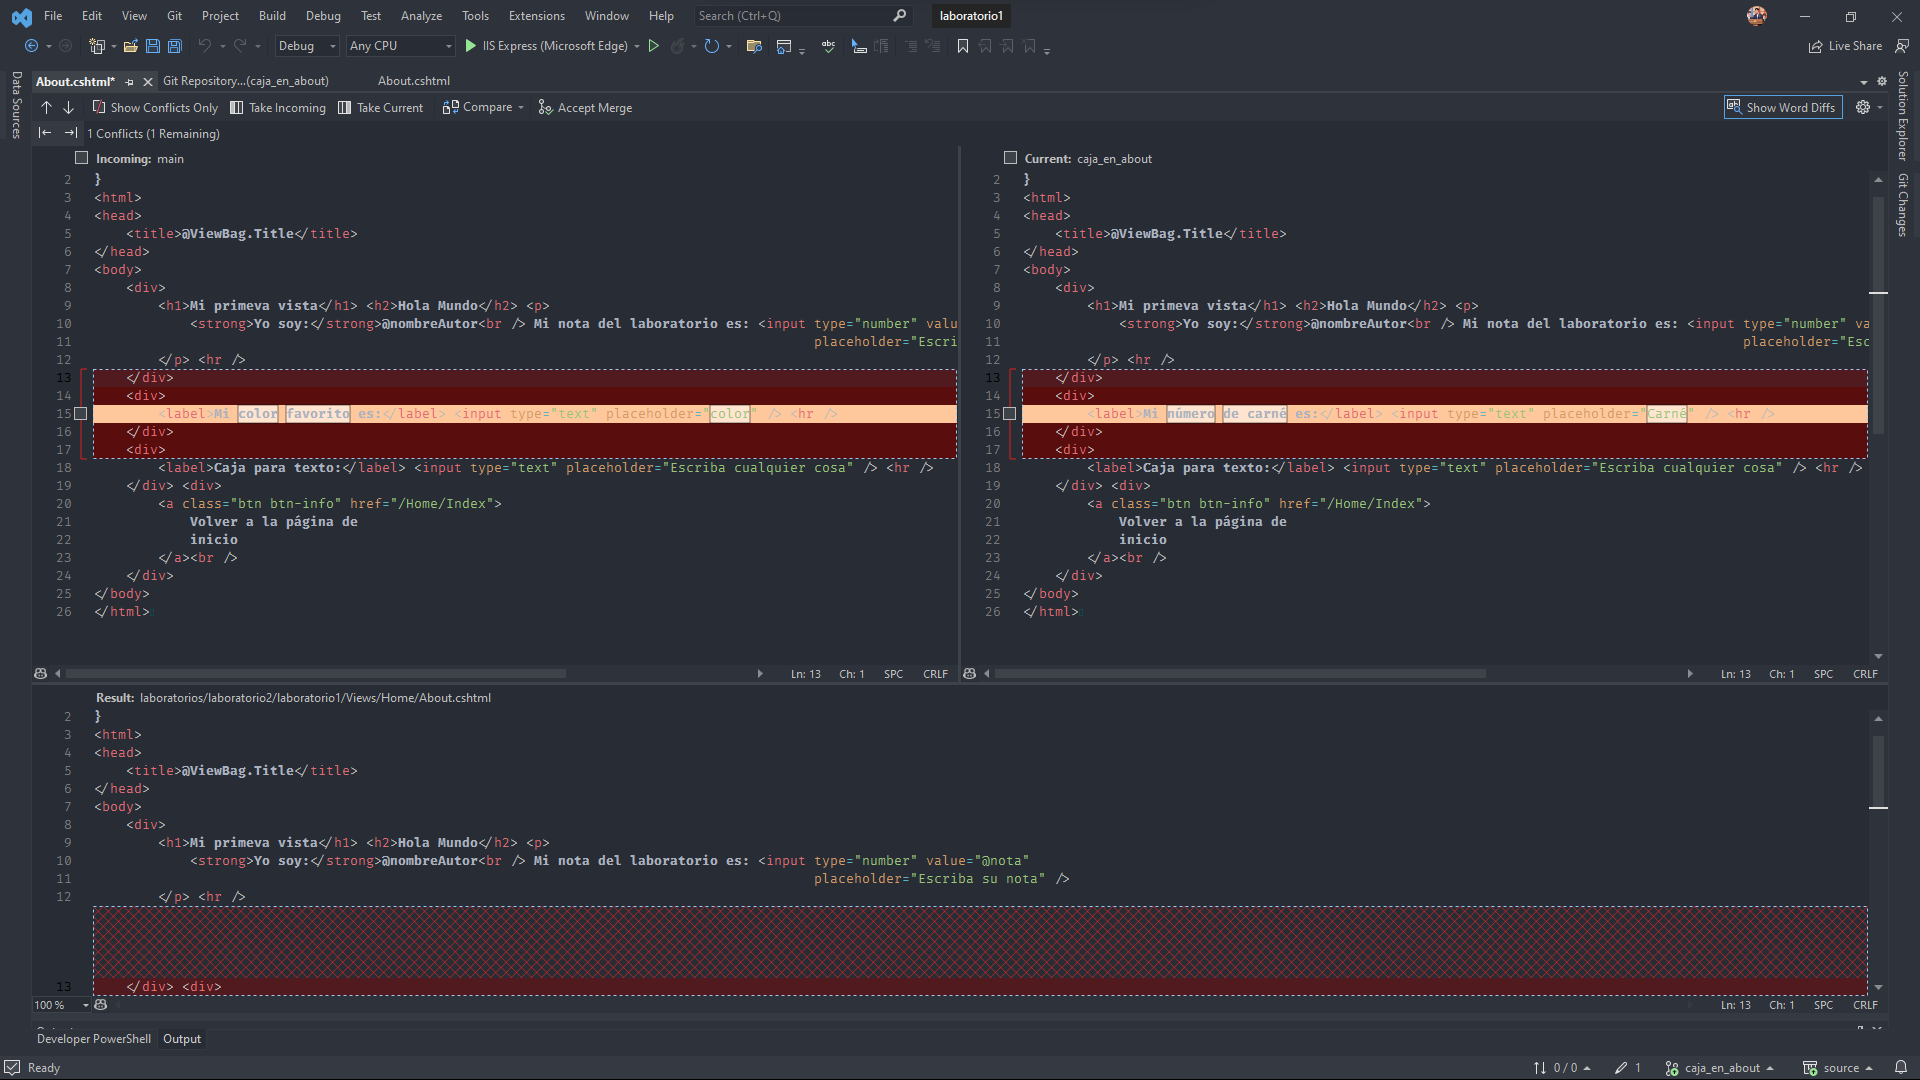 File Edit View Git Project Build Debug Test Analyze Tools Extensions Window Help Search (Ctrl+Q) laboratorio1
Debug Any CPU IIS Express (Microsoft Edge) Live Share
About.cshtml* Git Repository...(caja_en_about) About.cshtml
Show Conflicts Only Take Incoming Take Current Compare Accept Merge Show Word Diffs
1 Conflicts (1 Remaining)
Data Sources
Solution Explorer
Git Changes
Incoming: main
2 }
3 <html>
4 <head>
5 <title>@ViewBag.Title</title>
6 </head>
7 <body>
8 <div>
9 <h1>Mi primeva vista</h1> <h2>Hola Mundo</h2> <p>
10 <strong>Yo soy:</strong>@nombreAutor<br /> Mi nota del laboratorio es: <input type="number" valu
11 placeholder="Escri
12 </p> <hr />
13 </div>
14 <div>
15 <label>Mi color favorito es:</label> <input type="text" placeholder="color" /> <hr />
16 </div>
17 <div>
18 <label>Caja para texto:</label> <input type="text" placeholder="Escriba cualquier cosa" /> <hr />
19 </div> <div>
20 <a class="btn btn-info" href="/Home/Index">
21 Volver a la página de
22 inicio
23 </a><br />
24 </div>
25 </body>
26 </html>
Ln: 13 Ch: 1 SPC CRLF
Current: caja_en_about
2 }
3 <html>
4 <head>
5 <title>@ViewBag.Title</title>
6 </head>
7 <body>
8 <div>
9 <h1>Mi primeva vista</h1> <h2>Hola Mundo</h2> <p>
10 <strong>Yo soy:</strong>@nombreAutor<br /> Mi nota del laboratorio es: <input type="number" va
11 placeholder="Esc
12 </p> <hr />
13 </div>
14 <div>
15 <label>Mi número de carné es:</label> <input type="text" placeholder="Carné" /> <hr />
16 </div>
17 <div>
18 <label>Caja para texto:</label> <input type="text" placeholder="Escriba cualquier cosa" /> <hr />
19 </div> <div>
20 <a class="btn btn-info" href="/Home/Index">
21 Volver a la página de
22 inicio
23 </a><br />
24 </div>
25 </body>
26 </html>
Ln: 13 Ch: 1 SPC CRLF
Result: laboratorios/laboratorio2/laboratorio1/Views/Home/About.cshtml
2 }
3 <html>
4 <head>
5 <title>@ViewBag.Title</title>
6 </head>
7 <body>
8 <div>
9 <h1>Mi primeva vista</h1> <h2>Hola Mundo</h2> <p>
10 <strong>Yo soy:</strong>@nombreAutor<br /> Mi nota del laboratorio es: <input type="number" value="@nota"
11 placeholder="Escriba su nota" />
12 </p> <hr />
13 </div> <div>
100 % Ln: 13 Ch: 1 SPC CRLF
Developer PowerShell Output
Ready 0 / 0 1 caja_en_about source